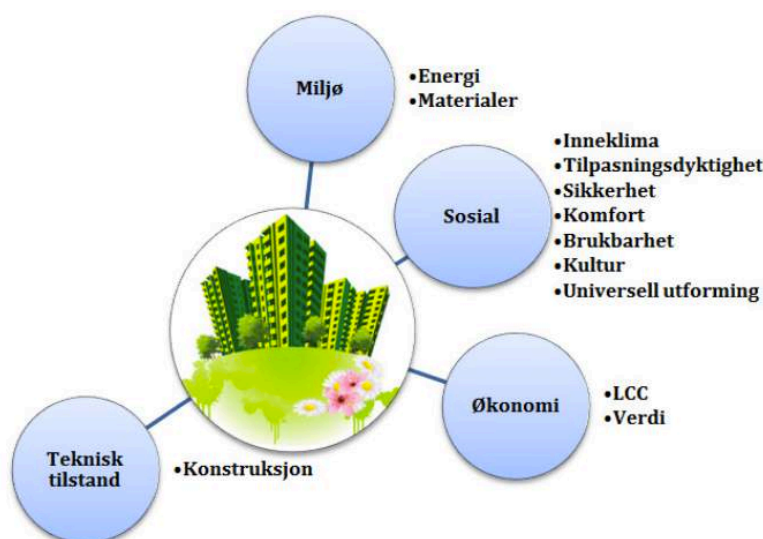 Miljø
•Energi
•Materialer
Sosial
•Inneklima
•Tilpasningsdyktighet
•Sikkerhet
•Komfort
•Brukbarhet
•Kultur
•Universell utforming
Økonomi
•LCC
•Verdi
Teknisk
tilstand
•Konstruksjon